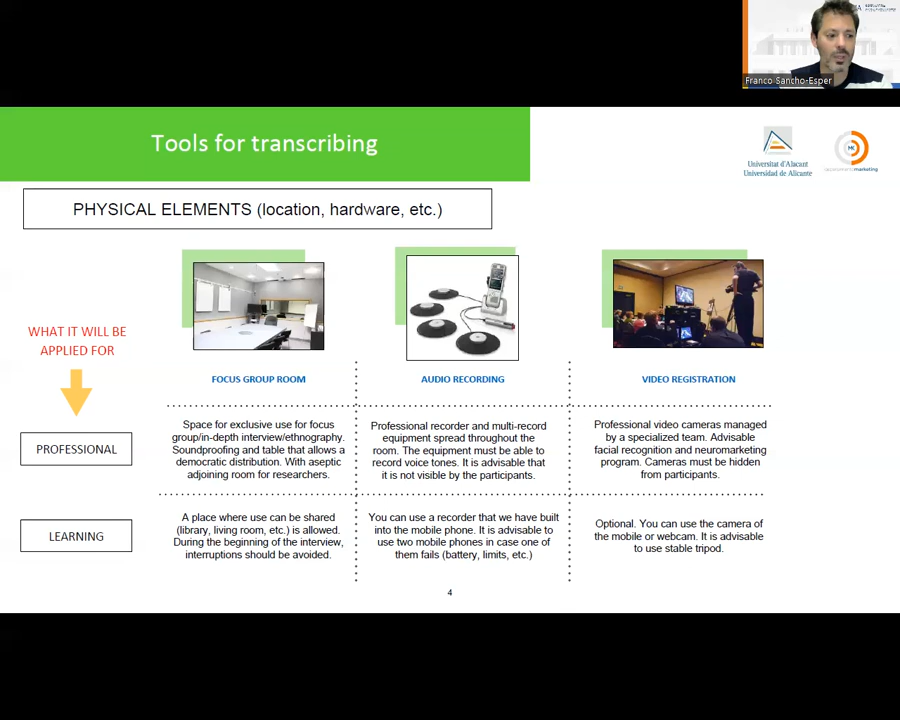 Franco Sancho-Esper
Tools for transcribing
Universitat d'Alacant
Universidad de Alicante
PHYSICAL ELEMENTS (location, hardware, etc.)
WHAT IT WILL BE
APPLIED FOR
FOCUS GROUP ROOM
AUDIO RECORDING
VIDEO REGISTRATION
PROFESSIONAL
Space for exclusive use for focus
group/in-depth interview/ethnography.
Soundproofing and table that allows a
democratic distribution. With aseptic
adjoining room for researchers.
Professional recorder and multi-record
equipment spread throughout the
room. The equipment must be able to
record voice tones. It is advisable that
it is not visible by the participants.
Professional video cameras managed
by a specialized team. Advisable
facial recognition and neuromarketing
program. Cameras must be hidden
from participants.
LEARNING
A place where use can be shared
(library, living room, etc.) is allowed.
During the beginning of the interview,
interruptions should be avoided.
You can use a recorder that we have built
into the mobile phone. It is advisable to
use two mobile phones in case one of
them fails (battery, limits, etc.)
Optional. You can use the camera of
the mobile or webcam. It is advisable
to use stable tripod.
4